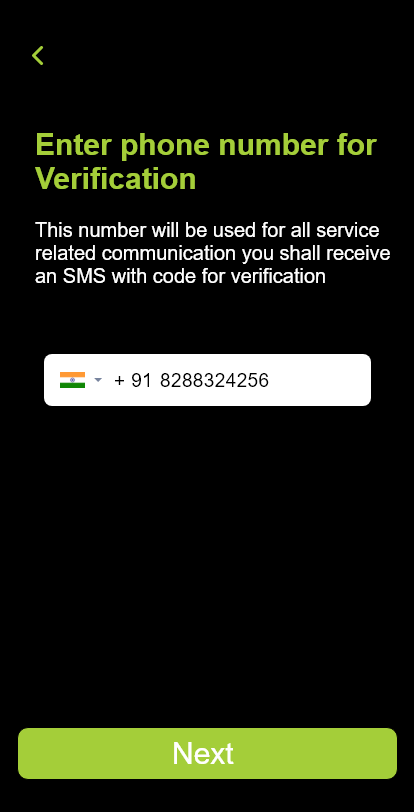 Enter phone number for
Verification
This number will be used for all service
related communication you shall receive
an SMS with code for verification
+ 91 8288324256
Next